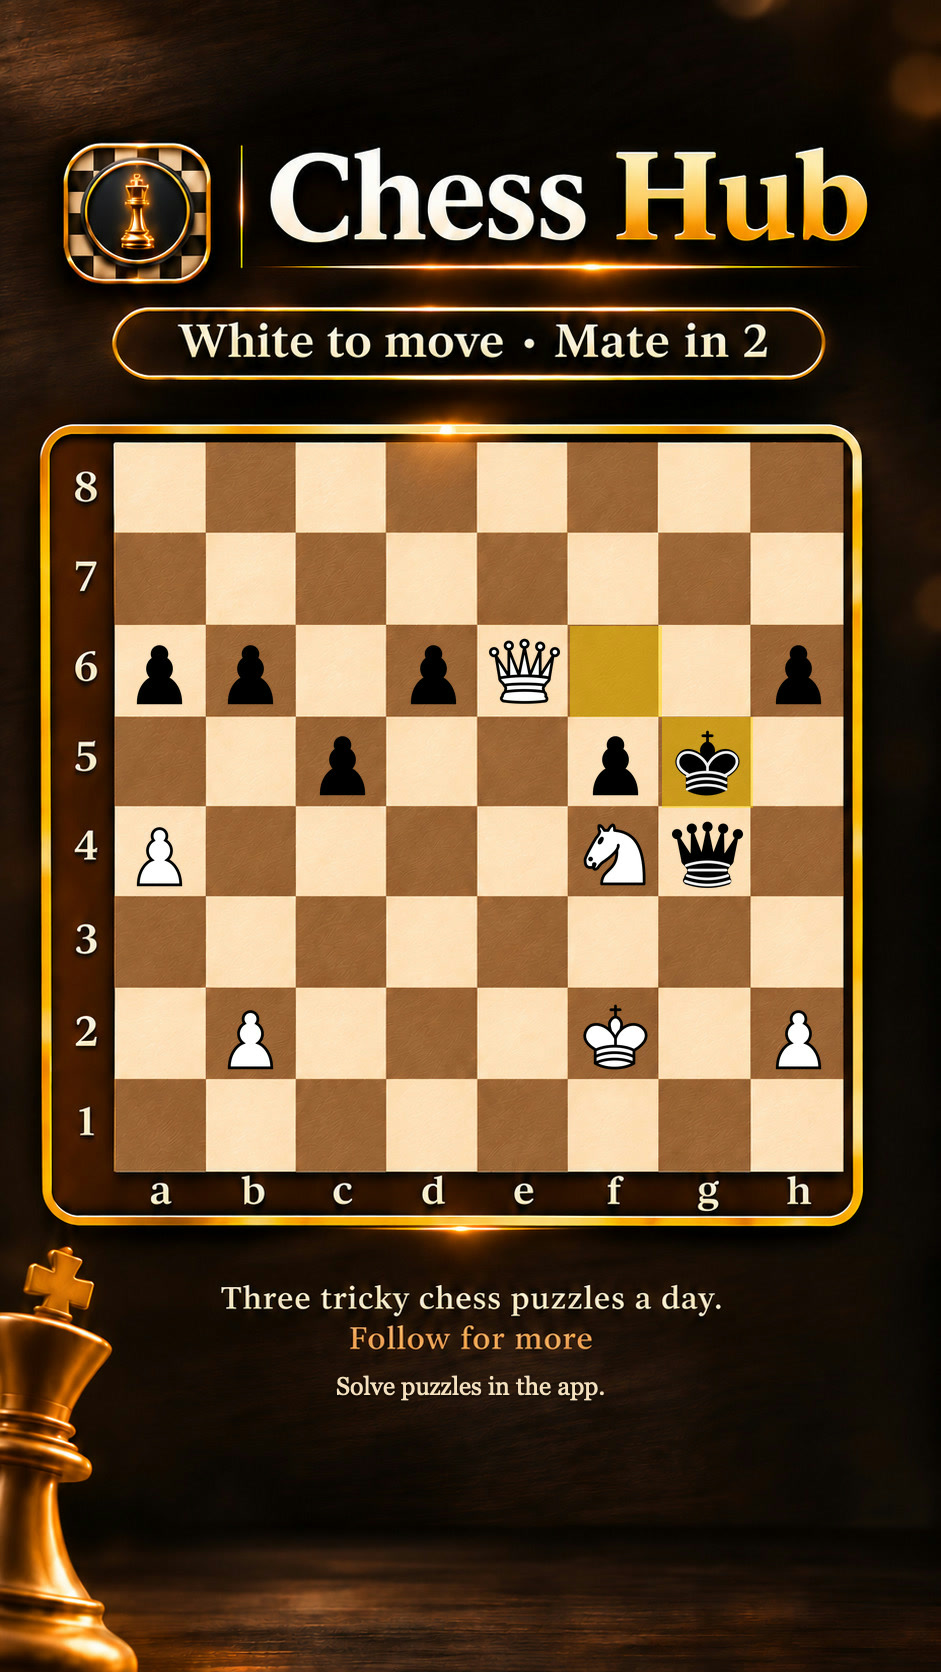 Chess Hub
White to move · Mate in 2
8
7
6
5
4
3
2
1
a b c d e f g h
Three tricky chess puzzles a day.
Follow for more
Solve puzzles in the app.